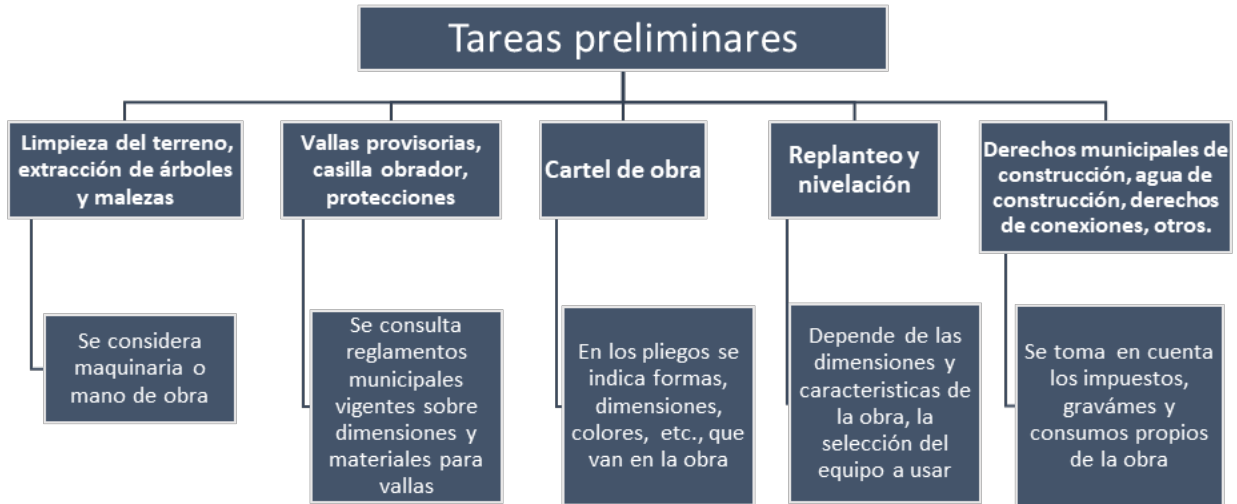 Tareas preliminares
Limpieza del terreno,
extracción de árboles
y malezas
Vallas provisorias,
casilla obrador,
protecciones
Cartel de obra
Replanteo y
nivelación
Derechos municipales de
construcción, agua de
construcción, derechos
de conexiones, otros.
Se considera
maquinaria o
mano de obra
Se consulta
reglamentos
municipales
vigentes sobre
dimensiones y
materiales para
vallas
En los pliegos se
indica formas,
dimensiones,
colores, etc., que
van en la obra
Depende de las
dimensiones y
caracteristicas de
la obra, la
selección del
equipo a usar
Se toma en cuenta
los impuestos,
gravámes y
consumos propios
de la obra